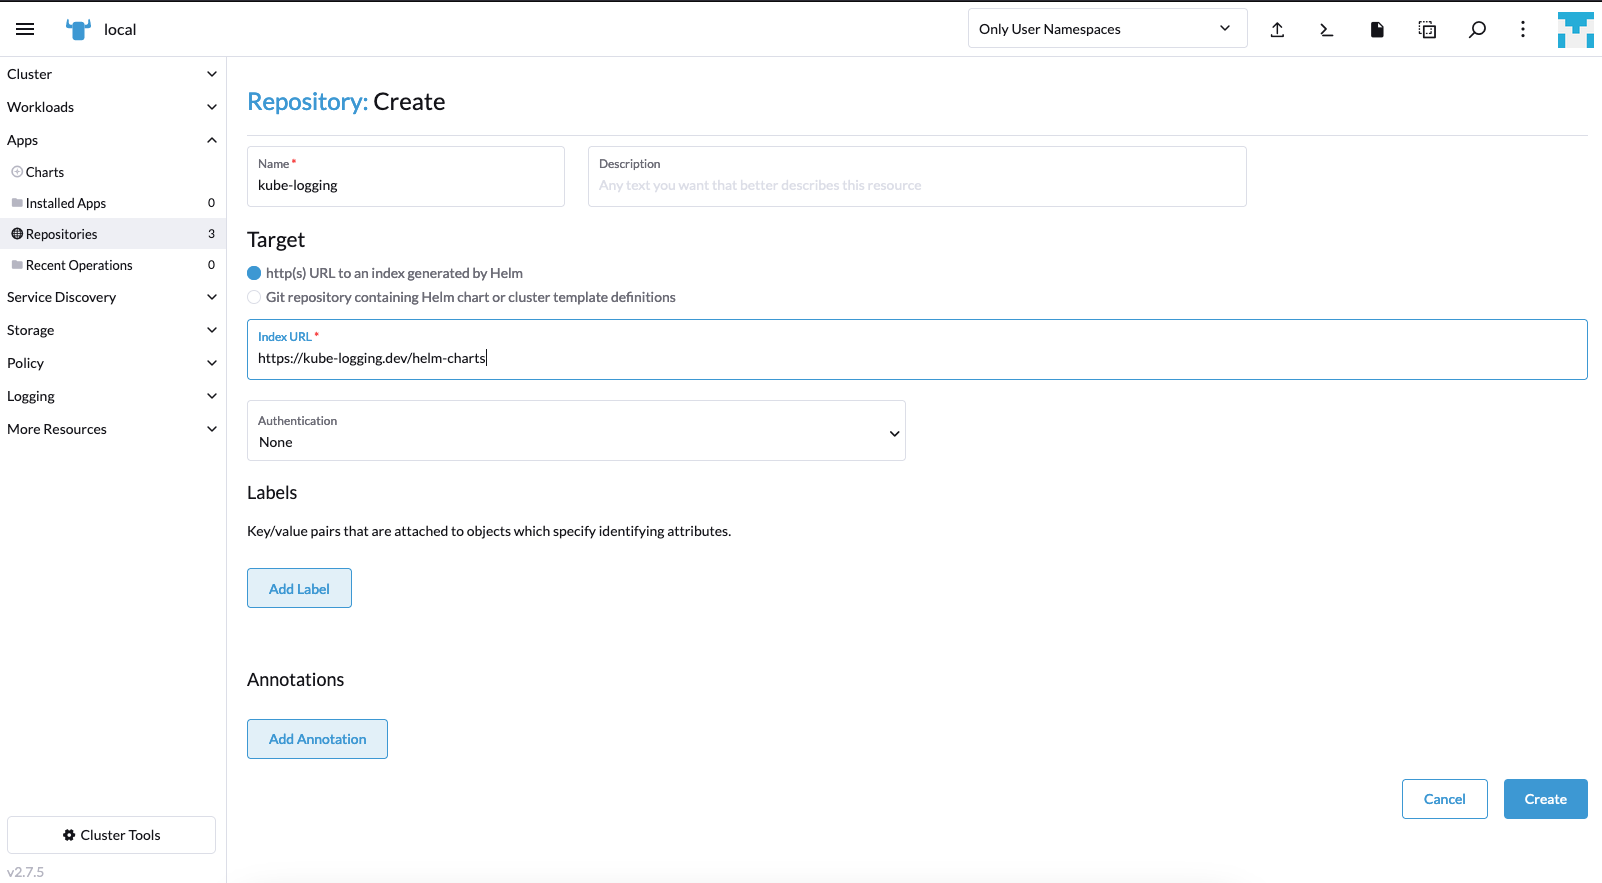 local
Only User Namespaces
Cluster
Workloads
Apps
Charts
Installed Apps 0
Repositories 3
Recent Operations 0
Service Discovery
Storage
Policy
Logging
More Resources
Cluster Tools
v2.7.5
Repository: Create
Name *
kube-logging
Description
Any text you want that better describes this resource
Target
http(s) URL to an index generated by Helm
Git repository containing Helm chart or cluster template definitions
Index URL *
https://kube-logging.dev/helm-charts
Authentication
None
Labels
Key/value pairs that are attached to objects which specify identifying attributes.
Add Label
Annotations
Add Annotation
Cancel
Create